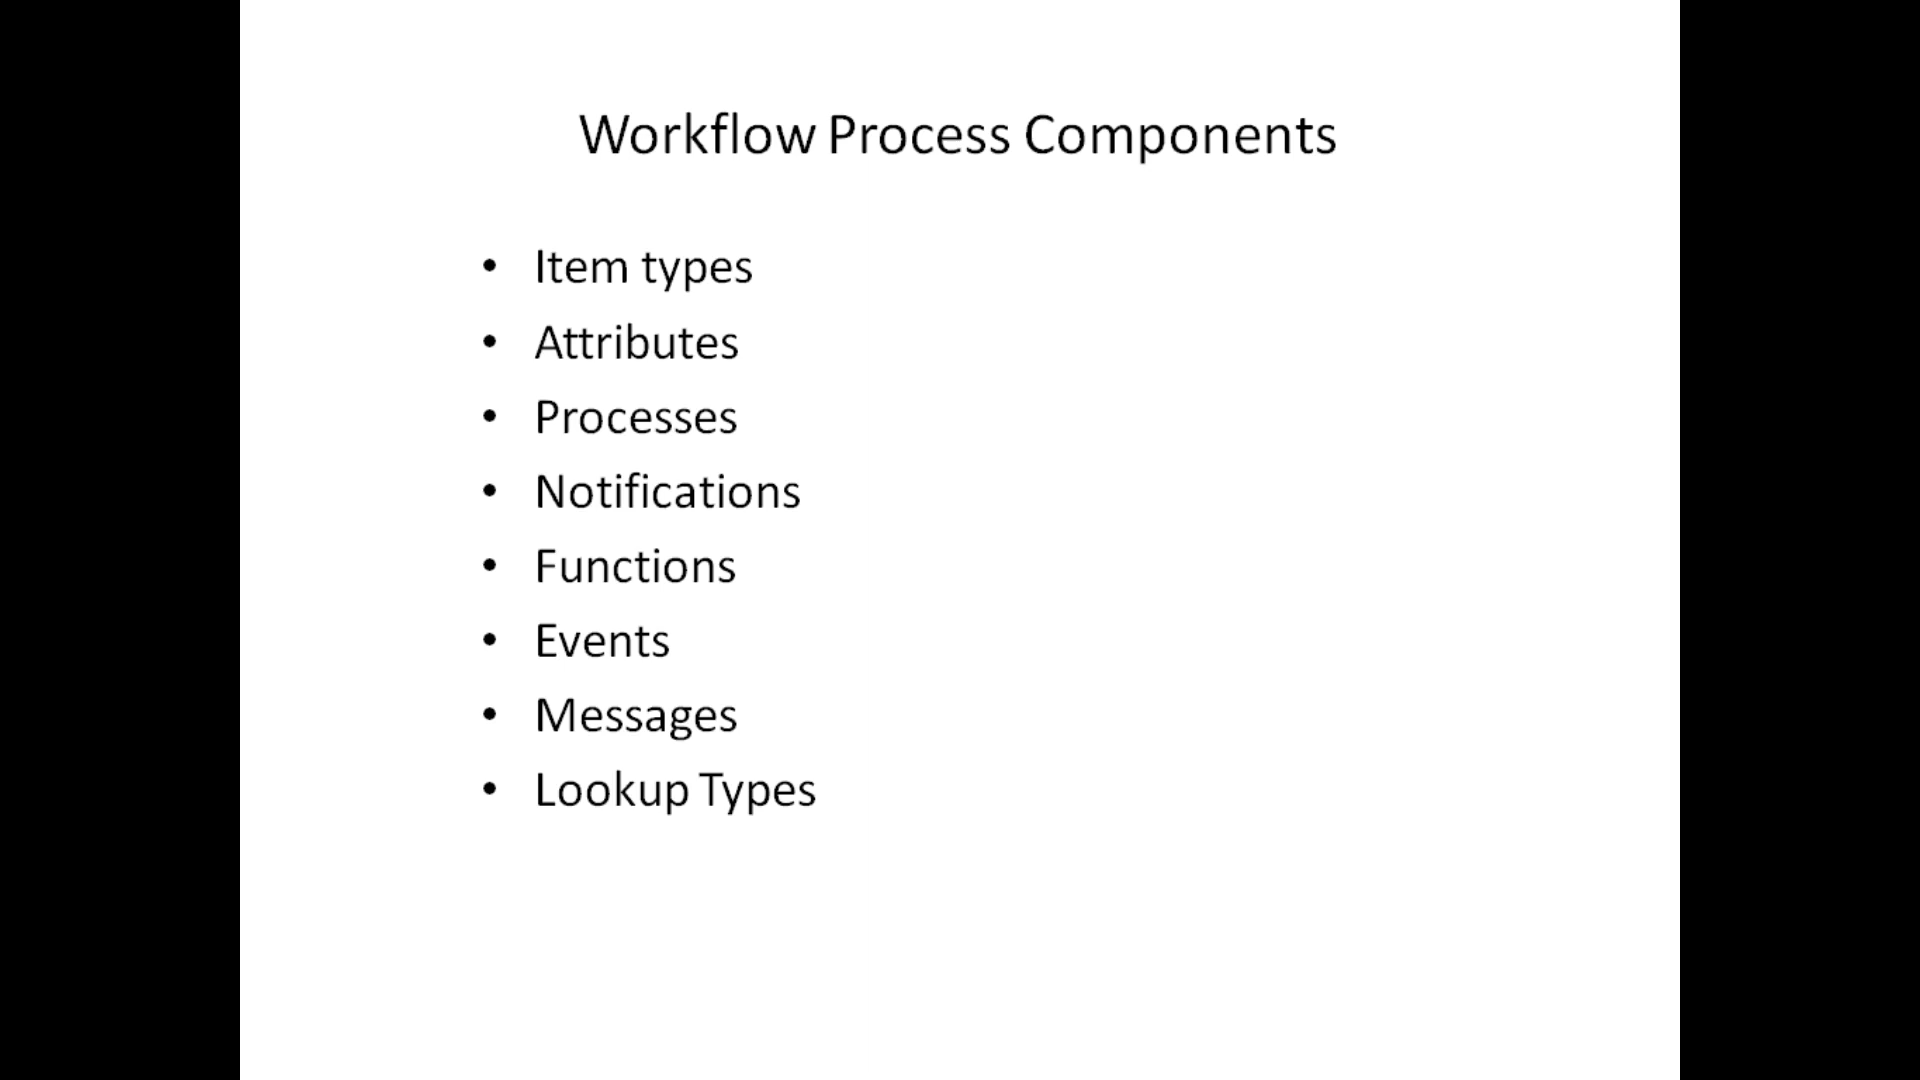 Workflow Process Components
• Item types
• Attributes
• Processes
• Notifications
• Functions
• Events
• Messages
• Lookup Types